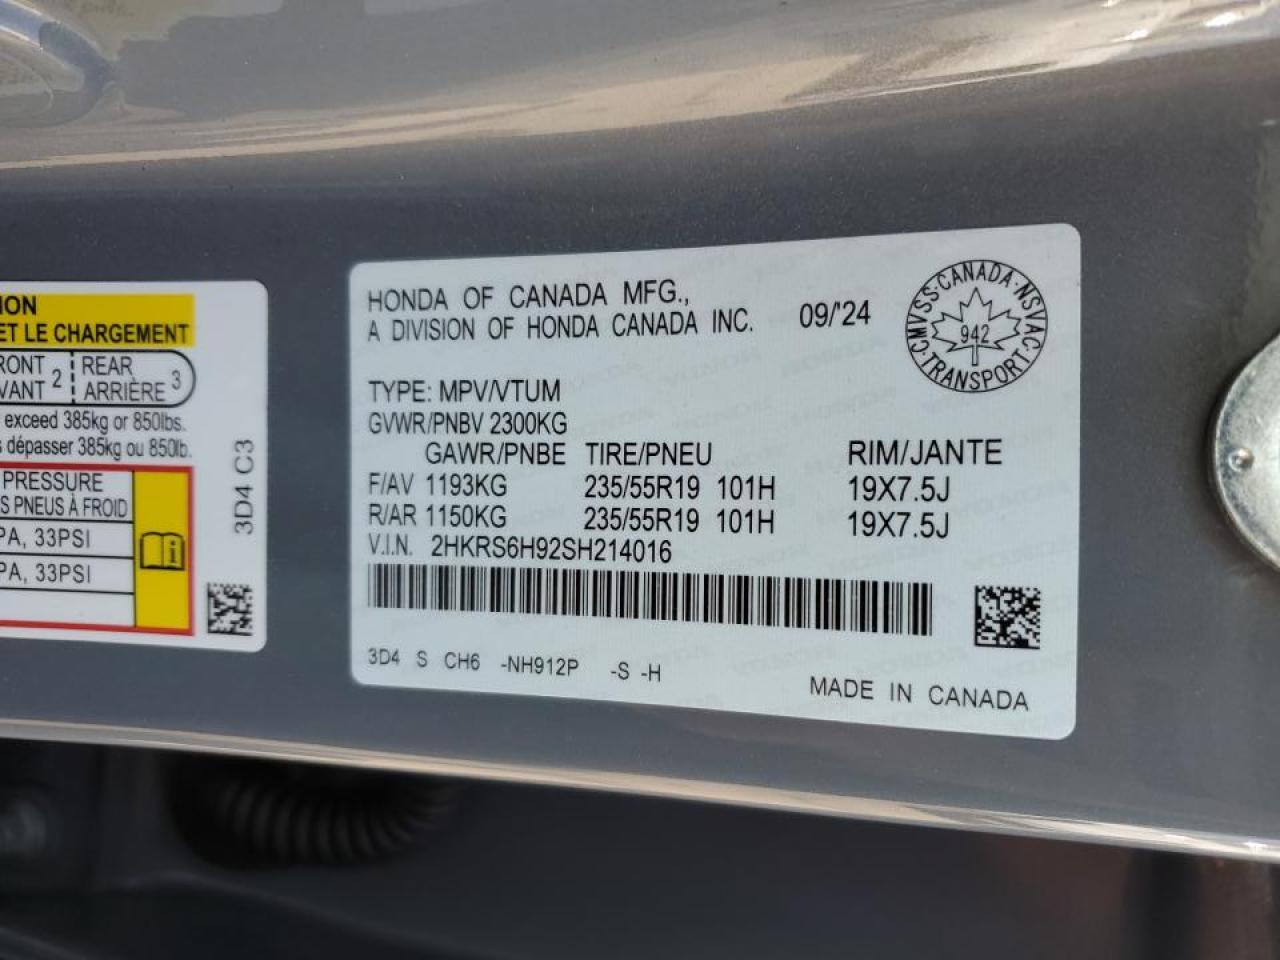 ION
ET LE CHARGEMENT
RONT 2 REAR 3
VANT ARRIÈRE
exceed 385kg or 850lbs.
s dépasser 385kg ou 850lb.
PRESSURE
S PNEUS À FROID
PA, 33PSI
PA, 33PSI
3D4 C3
HONDA OF CANADA MFG.,
A DIVISION OF HONDA CANADA INC. 09/'24
CMVSS·CANADA·NSVAC·TRANSPORT·
942
TYPE: MPV/VTUM
GVWR/PNBV 2300KG
GAWR/PNBE TIRE/PNEU RIM/JANTE
F/AV 1193KG 235/55R19 101H 19X7.5J
R/AR 1150KG 235/55R19 101H 19X7.5J
V.I.N. 2HKRS6H92SH214016
3D4 S CH6 -NH912P -S -H
MADE IN CANADA